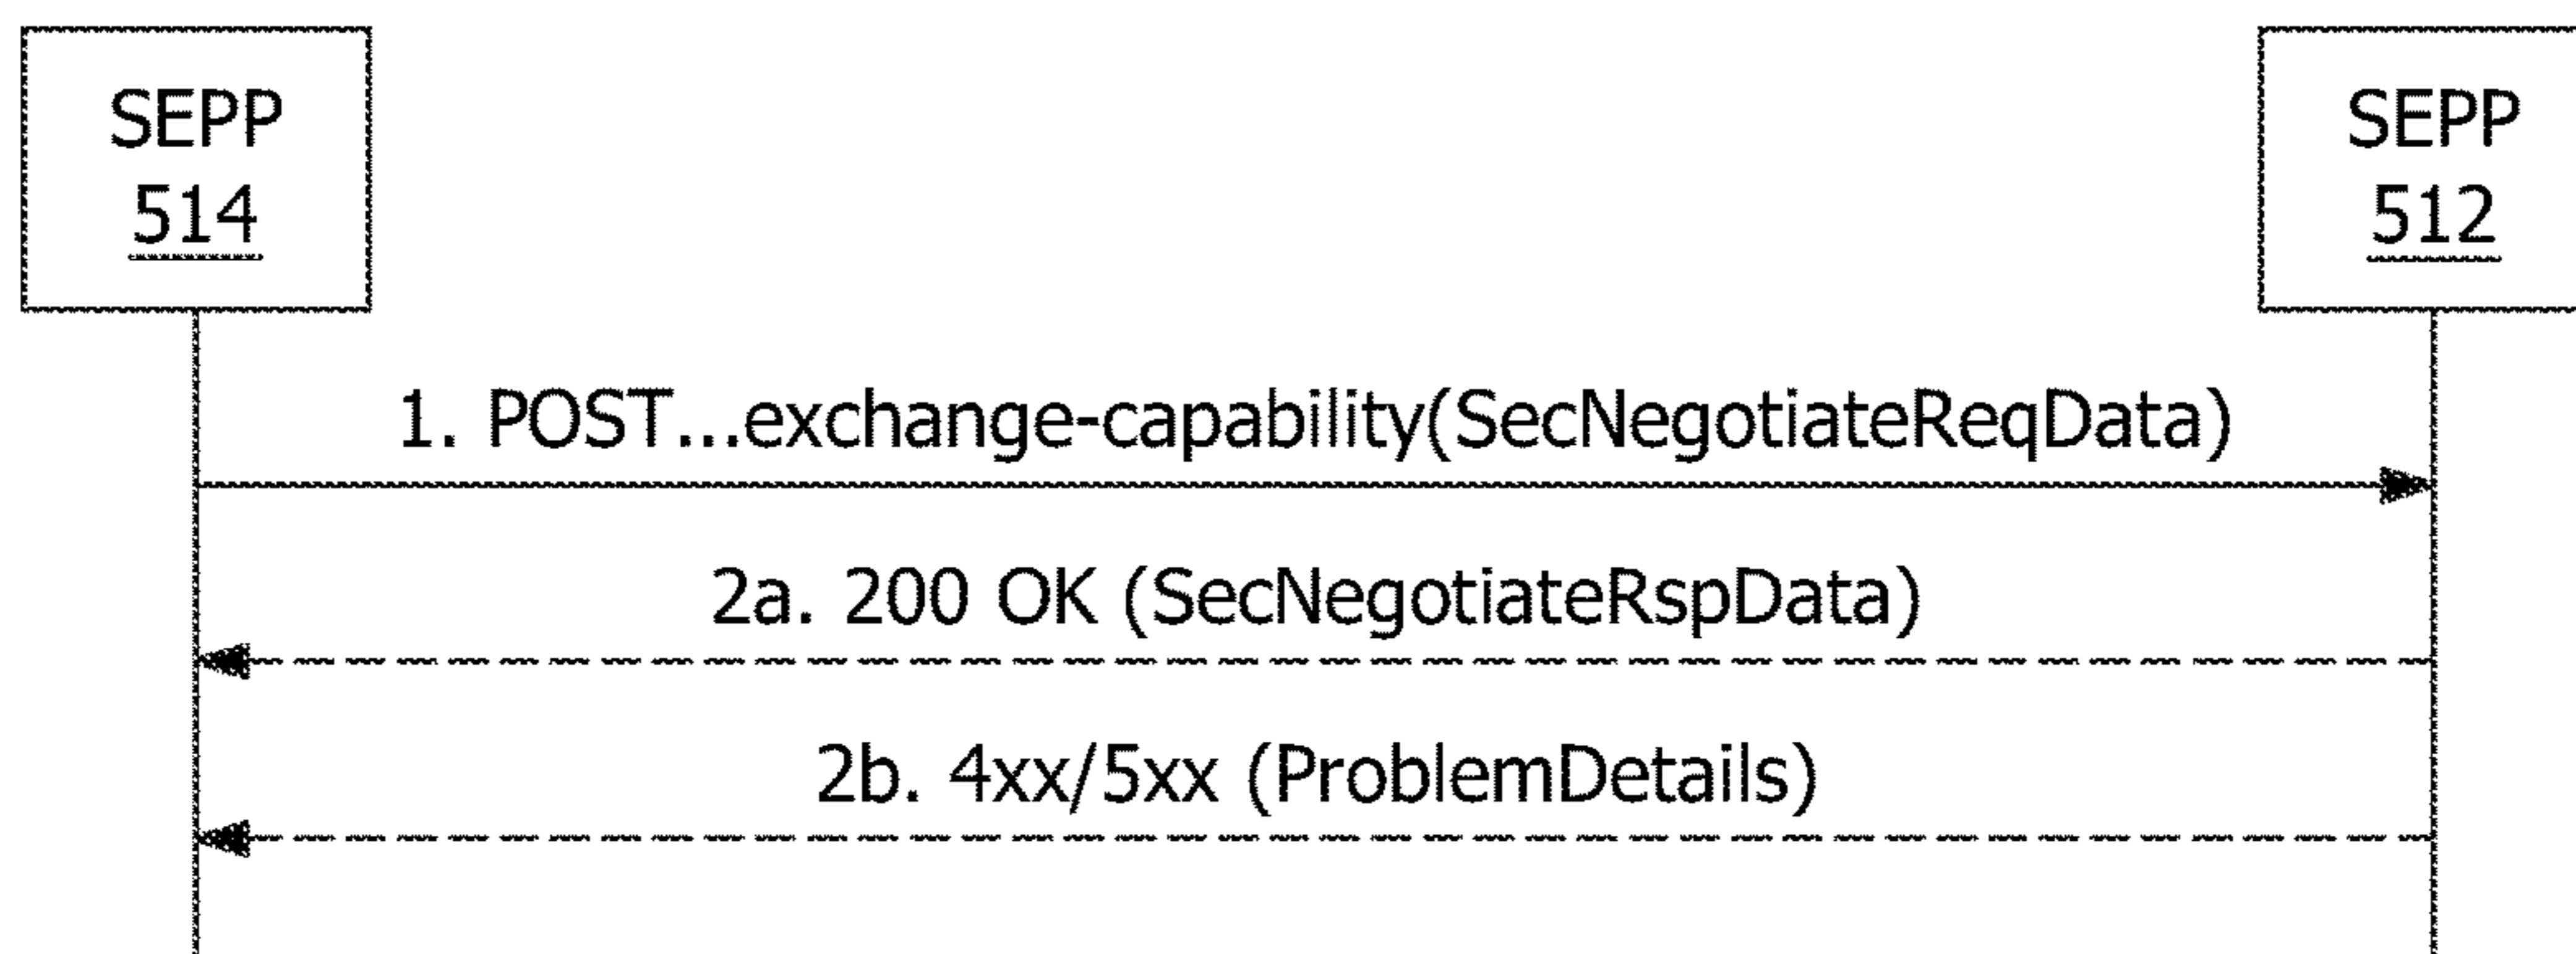 SEPP
514
SEPP
512
1. POST...exchange-capability(SecNegotiateReqData)
2a. 200 OK (SecNegotiateRspData)
2b. 4xx/5xx (ProblemDetails)